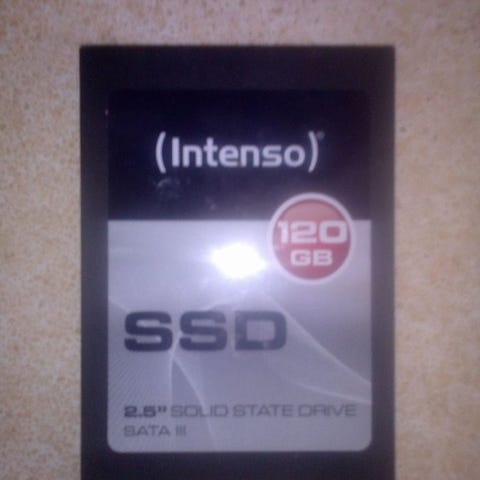 (Intenso)®
120
GB
SSD
2.5" SOLID STATE DRIVE
SATA III